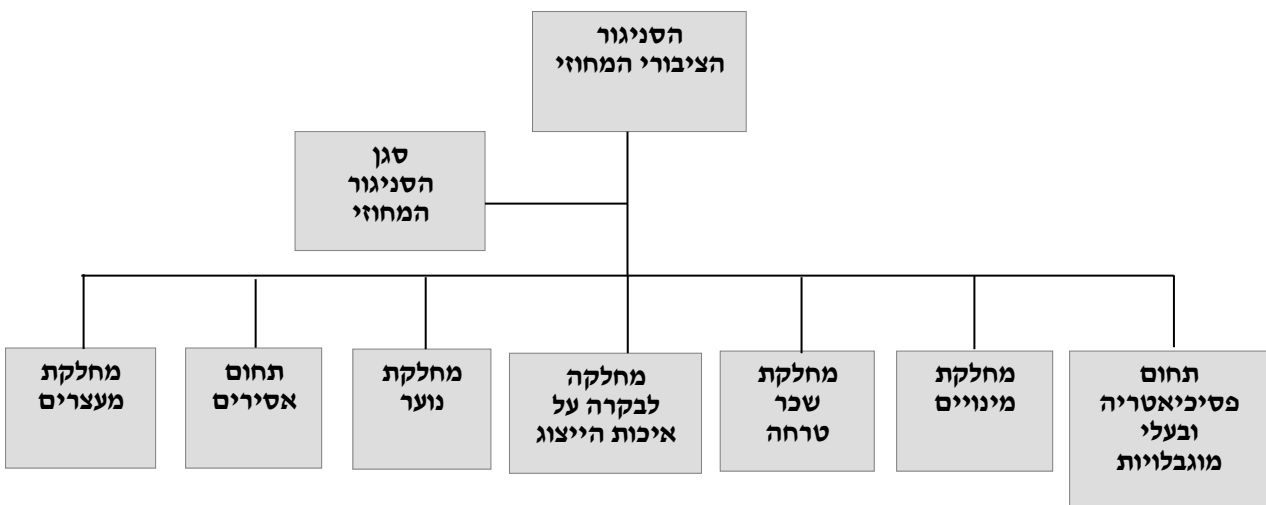 הסניגור
הציבורי המחוזי
סגן
הסניגור
המחוזי
תחום
פסיכיאטריה
ובעלי
מוגבלויות
מחלקת
מינויים
מחלקת
שכר
טרחה
מחלקה
לבקרה על
איכות הייצוג
מחלקת
נוער
תחום
אסירים
מחלקת
מעצרים